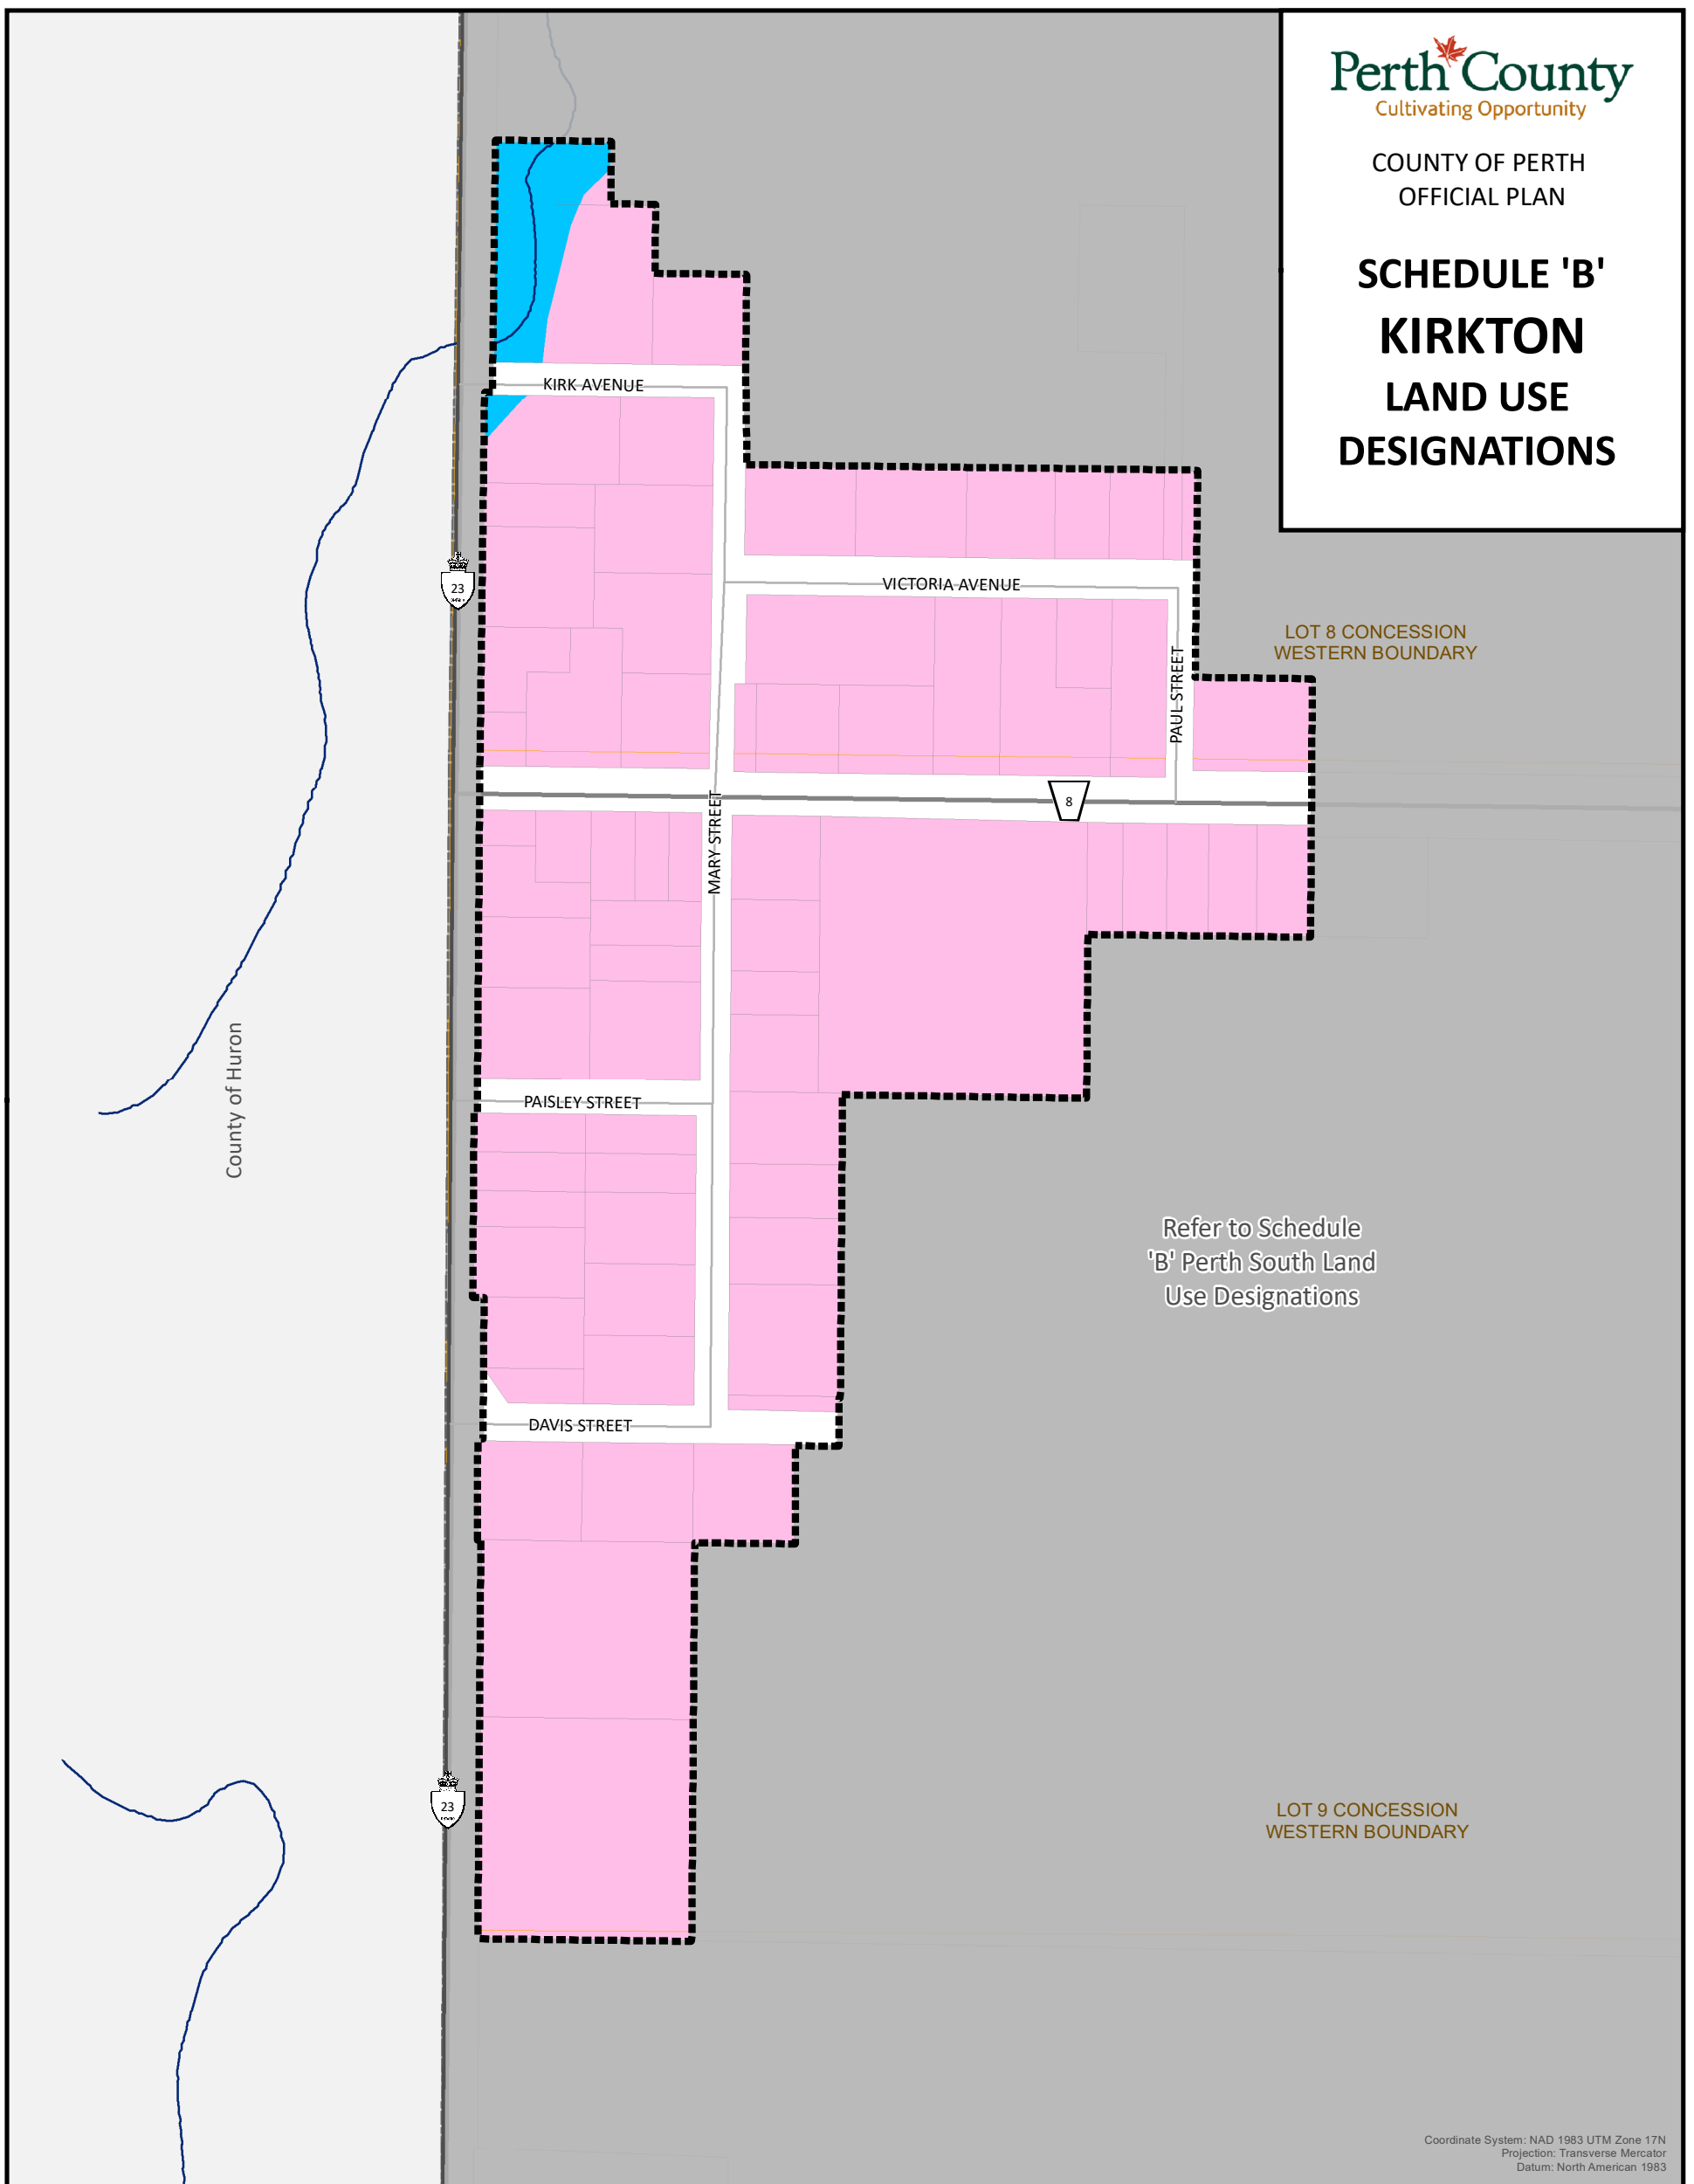 Perth County
Cultivating Opportunity
COUNTY OF PERTH
OFFICIAL PLAN
SCHEDULE 'B'
KIRKTON
LAND USE
DESIGNATIONS
KIRK AVENUE
23
VICTORIA AVENUE
LOT 8 CONCESSION
WESTERN BOUNDARY
PAUL STREET
8
MARY STREET
County of Huron
PAISLEY STREET
Refer to Schedule
'B' Perth South Land
Use Designations
DAVIS STREET
23
LOT 9 CONCESSION
WESTERN BOUNDARY
Coordinate System: NAD 1983 UTM Zone 17N
Projection: Transverse Mercator
Datum: North American 1983